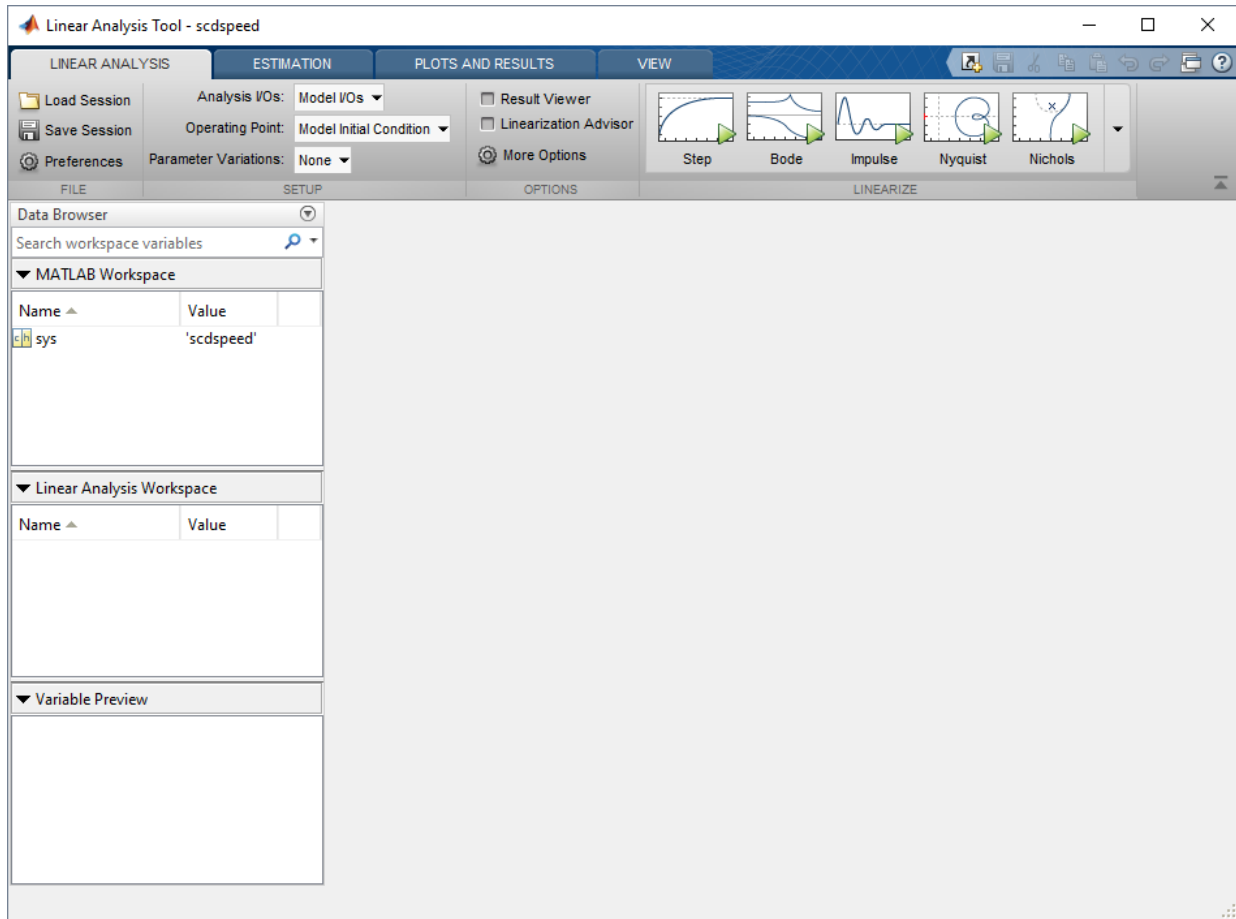 Linear Analysis Tool - scdspeed
LINEAR ANALYSIS ESTIMATION PLOTS AND RESULTS VIEW
Load Session Analysis I/Os: Model I/Os Result Viewer
Save Session Operating Point: Model Initial Condition Linearization Advisor
Preferences Parameter Variations: None More Options Step Bode Impulse Nyquist Nichols
FILE SETUP OPTIONS LINEARIZE
Data Browser
Search workspace variables
MATLAB Workspace
Name Value
ch sys 'scdspeed'
Linear Analysis Workspace
Name Value
Variable Preview